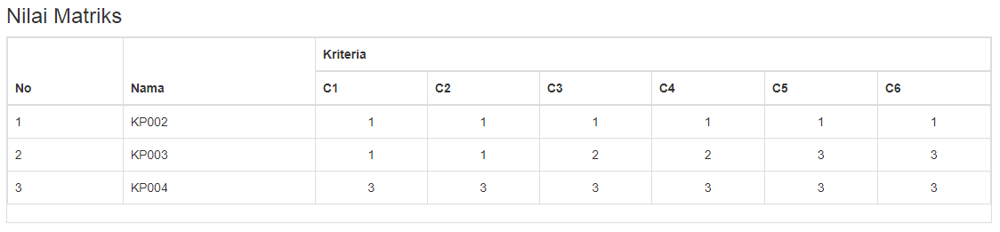 Nilai Matriks
Kriteria
No Nama C1 C2 C3 C4 C5 C6
1 KP002 1 1 1 1 1 1
2 KP003 1 1 2 2 3 3
3 KP004 3 3 3 3 3 3